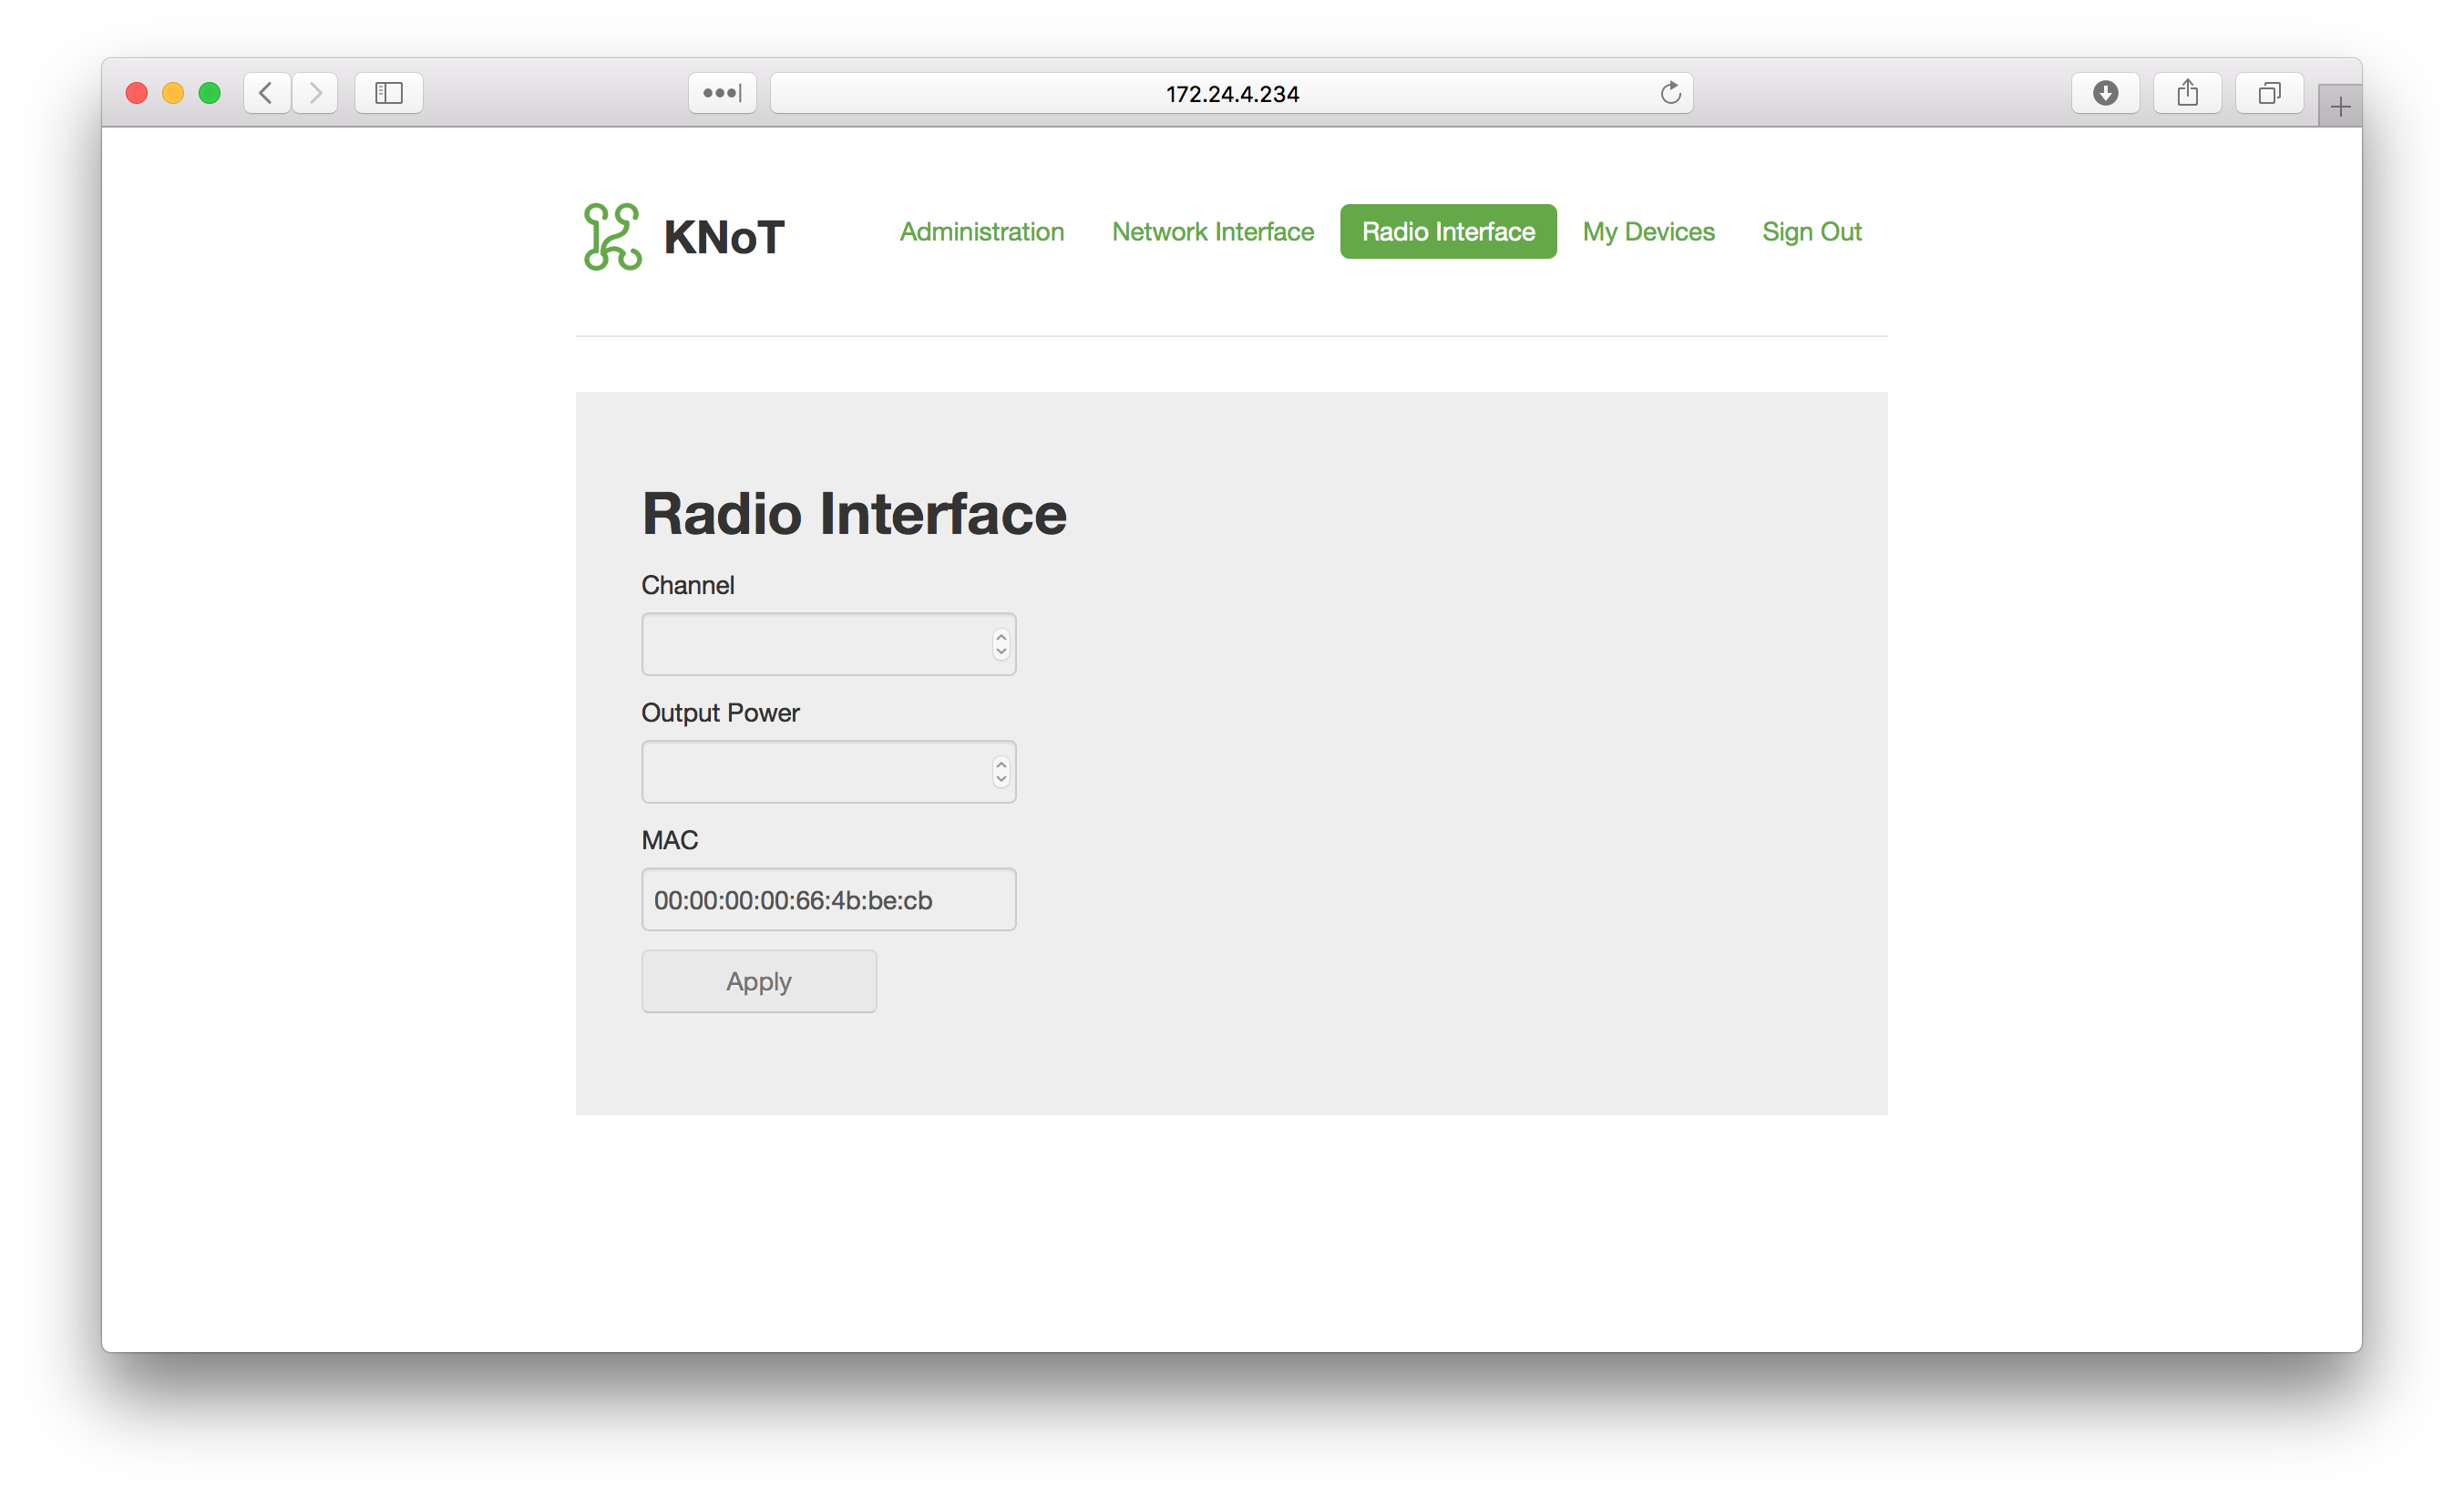 172.24.4.234
KNoT Administration Network Interface Radio Interface My Devices Sign Out
Radio Interface
Channel
Output Power
MAC
00:00:00:00:66:4b:be:cb
Apply